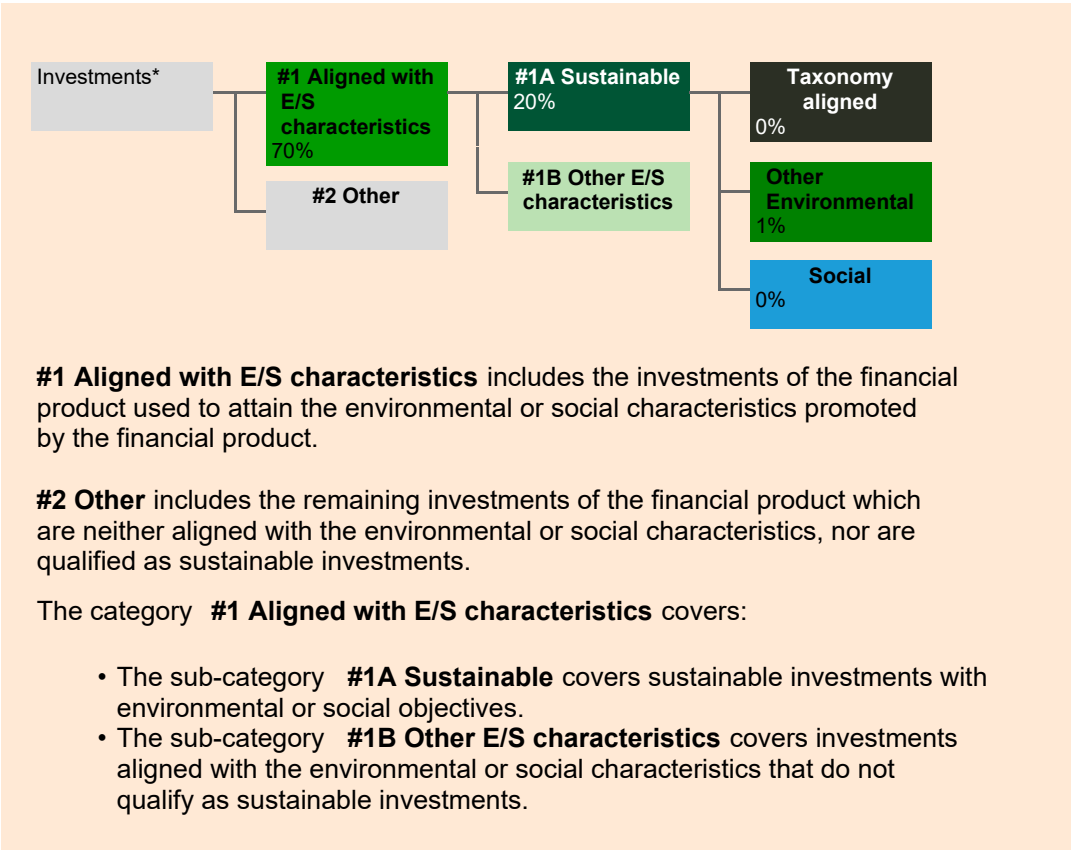 Investments*
#1 Aligned with
E/S
characteristics
70%
#2 Other
#1A Sustainable
20%
#1B Other E/S
characteristics
Taxonomy
aligned
0%
Other
Environmental
1%
Social
0%
#1 Aligned with E/S characteristics includes the investments of the financial
product used to attain the environmental or social characteristics promoted
by the financial product.
#2 Other includes the remaining investments of the financial product which
are neither aligned with the environmental or social characteristics, nor are
qualified as sustainable investments.
The category #1 Aligned with E/S characteristics covers:
• The sub-category #1A Sustainable covers sustainable investments with
environmental or social objectives.
• The sub-category #1B Other E/S characteristics covers investments
aligned with the environmental or social characteristics that do not
qualify as sustainable investments.